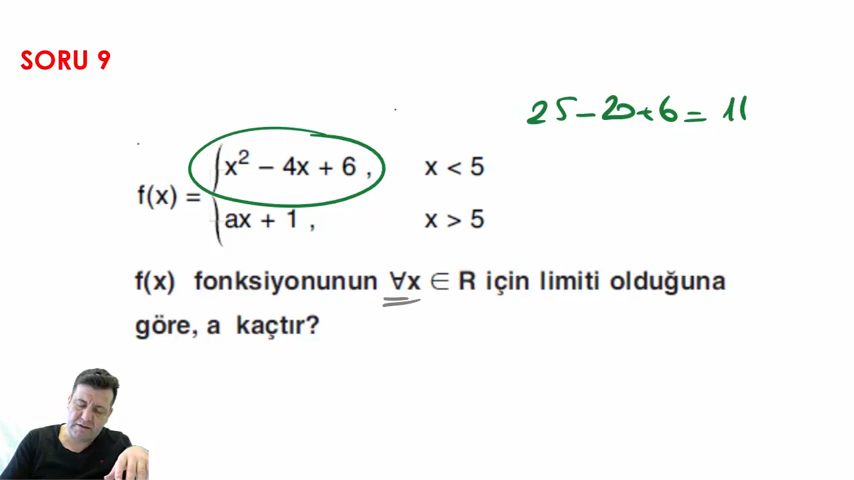 SORU 9
25 - 20 + 6 = 11
x² − 4x + 6 , x < 5
f(x) =
ax + 1 , x > 5
f(x) fonksiyonunun ∀x ∈ R için limiti olduğuna
göre, a kaçtır?